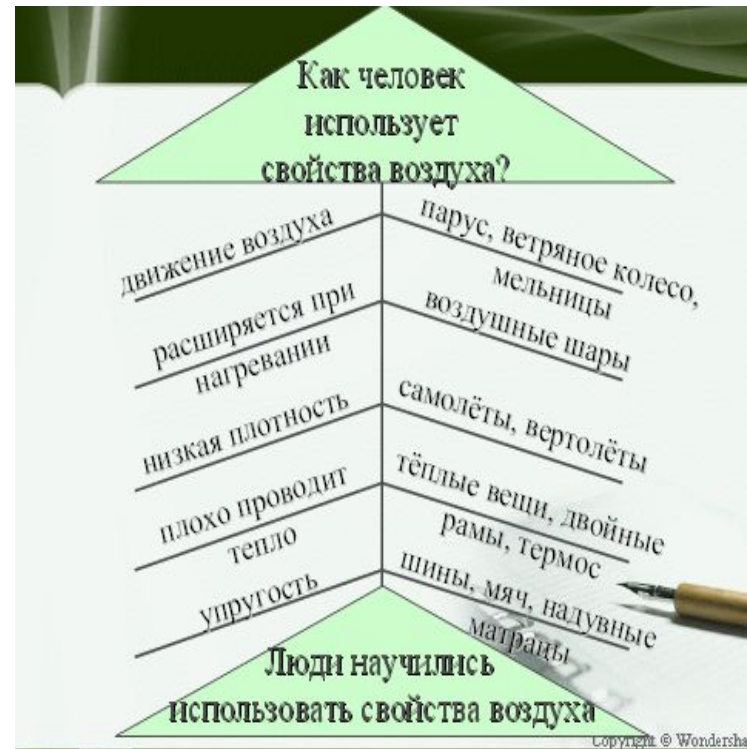 Как человек
использует
свойства воздуха?
движение воздуха
парус, ветряное колесо,
мельницы
расширяется при
нагревании
воздушные шары
низкая плотность
самолёты, вертолёты
плохо проводит
тепло
тёплые вещи, двойные
рамы, термос
упругость
шины, мяч, надувные
матрацы
Люди научились
использовать свойства воздуха
Copyright © Wondersha